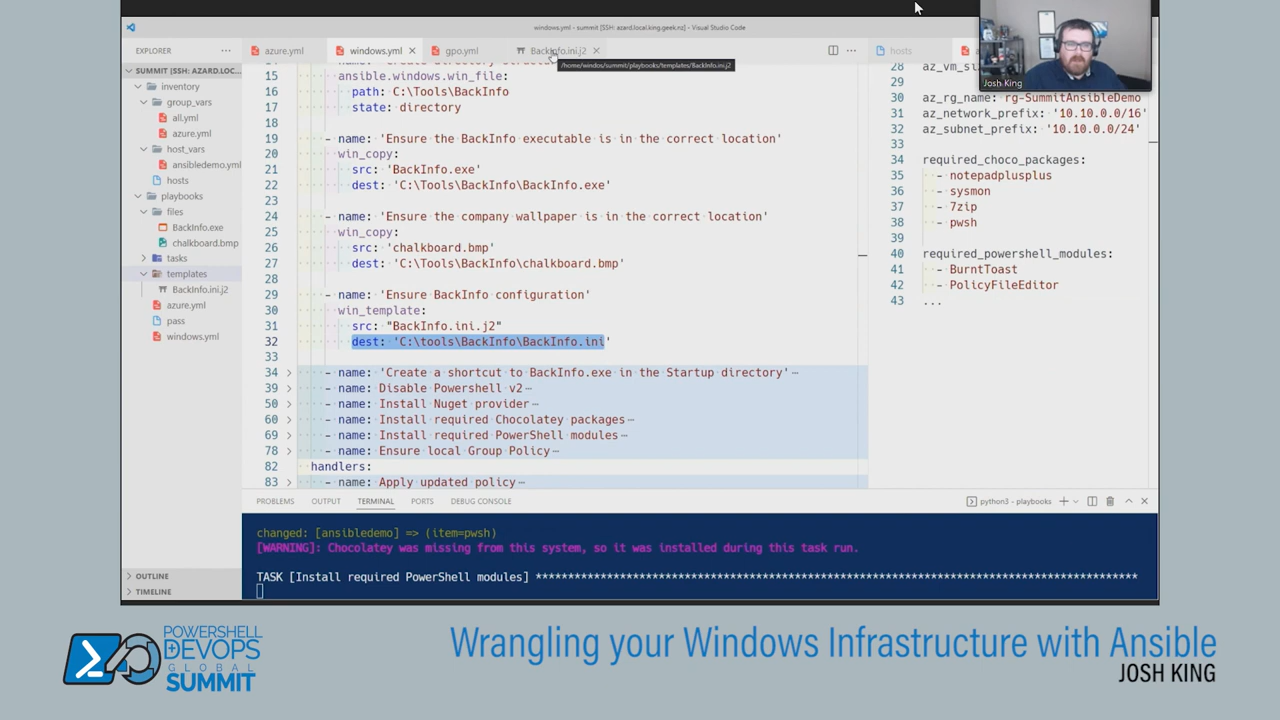 windows.yml - summit [SSH: azard.local.king.geek.nz] - Visual Studio Code
EXPLORER
SUMMIT [SSH: AZARD.LOC...
inventory
group_vars
all.yml
azure.yml
host_vars
ansibledemo.yml
hosts
playbooks
files
BackInfo.exe
chalkboard.bmp
tasks
templates
BackInfo.ini.j2
azure.yml
pass
windows.yml
OUTLINE
TIMELINE
azure.yml
windows.yml
gpo.yml
BackInfo.ini.j2
/home/windos/summit/playbooks/templates/BackInfo.ini.j2
15 ansible.windows.win_file:
16 path: C:\Tools\BackInfo
17 state: directory
18
19 - name: 'Ensure the BackInfo executable is in the correct location'
20 win_copy:
21 src: 'BackInfo.exe'
22 dest: 'C:\Tools\BackInfo\BackInfo.exe'
23
24 - name: 'Ensure the company wallpaper is in the correct location'
25 win_copy:
26 src: 'chalkboard.bmp'
27 dest: 'C:\Tools\BackInfo\chalkboard.bmp'
28
29 - name: 'Ensure BackInfo configuration'
30 win_template:
31 src: "BackInfo.ini.j2"
32 dest: 'C:\tools\BackInfo\BackInfo.ini'
33
34 - name: 'Create a shortcut to BackInfo.exe in the Startup directory'
39 - name: Disable Powershell v2
50 - name: Install Nuget provider
60 - name: Install required Chocolatey packages
69 - name: Install required PowerShell modules
78 - name: Ensure local Group Policy
82 handlers:
83 - name: Apply updated policy
hosts
28 az_vm_si
30 az_rg_name: rg-SummitAnsibleDemo
31 az_network_prefix: '10.10.0.0/16'
32 az_subnet_prefix: '10.10.0.0/24'
33
34 required_choco_packages:
35 - notepadplusplus
36 - sysmon
37 - 7zip
38 - pwsh
39
40 required_powershell_modules:
41 - BurntToast
42 - PolicyFileEditor
43 ...
Josh King
PROBLEMS OUTPUT TERMINAL PORTS DEBUG CONSOLE
python3 - playbooks
changed: [ansibledemo] => (item=pwsh)
[WARNING]: Chocolatey was missing from this system, so it was installed during this task run.
TASK [Install required PowerShell modules] *************************************************************************************
POWERSHELL
DEVOPS
GLOBAL
SUMMIT
Wrangling your Windows Infrastructure with Ansible
JOSH KING